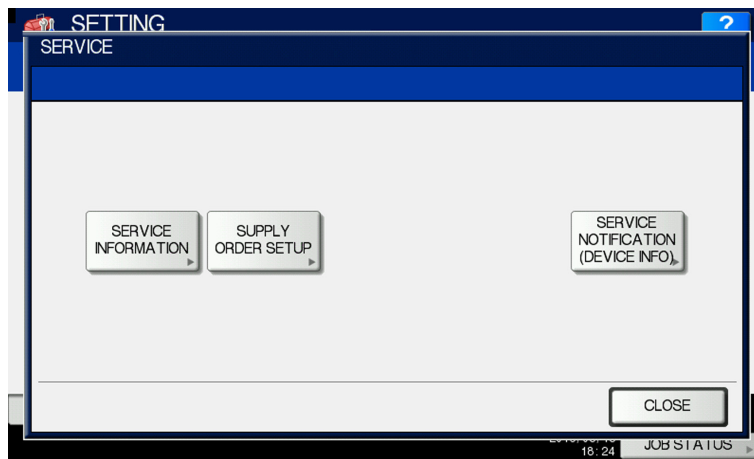 SETTING
?
SERVICE
SERVICE
INFORMATION
SUPPLY
ORDER SETUP
SERVICE
NOTIFICATION
(DEVICE INFO)
CLOSE
18:24
JOB STATUS